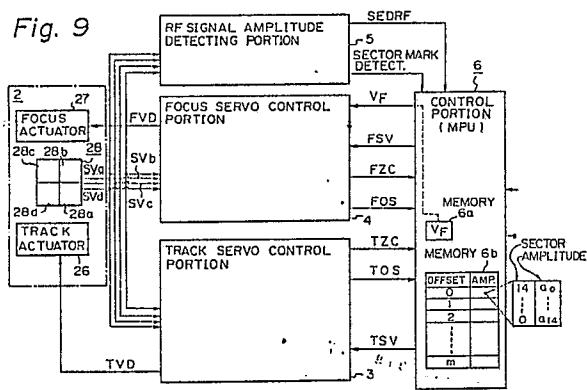 Fig. 9
RF SIGNAL AMPLITUDE
DETECTING PORTION
SEDRF
5
SECTOR MARK
DETECT.
6
2
27
FOCUS
ACTUATOR
FVD
FOCUS SERVO CONTROL
PORTION
VF
CONTROL
PORTION
(MPU)
FSV
28c
28b
28
SVa
SVb
SVd
SVc
FZC
28d
28a
FOS
4
MEMORY
6a
VF
TRACK
ACTUATOR
26
TRACK SERVO CONTROL
PORTION
TZC
TOS
MEMORY 6b
SECTOR
AMPLITUDE
OFFSET
AMP.
0
1
2
m
14
a0
0
a14
TSV
TVD
3